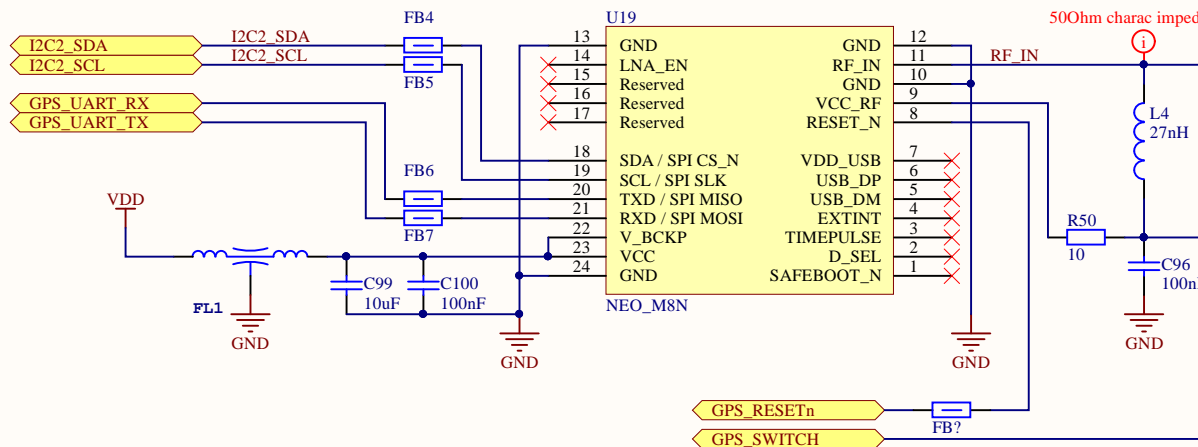 U19
50Ohm charac imped
i
FB4
I2C2_SDA
I2C2_SDA
I2C2_SCL
I2C2_SCL
FB5
GPS_UART_RX
GPS_UART_TX
FB6
FB7
VDD
FL1
GND
C99
10uF
C100
100nF
GND
13 GND
14 LNA_EN
15 Reserved
16 Reserved
17 Reserved
18 SDA / SPI CS_N
19 SCL / SPI SLK
20 TXD / SPI MISO
21 RXD / SPI MOSI
22 V_BCKP
23 VCC
24 GND
GND 12
RF_IN 11
GND 10
VCC_RF 9
RESET_N 8
VDD_USB 7
USB_DP 6
USB_DM 5
EXTINT 4
TIMEPULSE 3
D_SEL 2
SAFEBOOT_N 1
NEO_M8N
RF_IN
L4
27nH
R50
10
C96
100n
GND
GND
GPS_RESETn
FB?
GPS_SWITCH